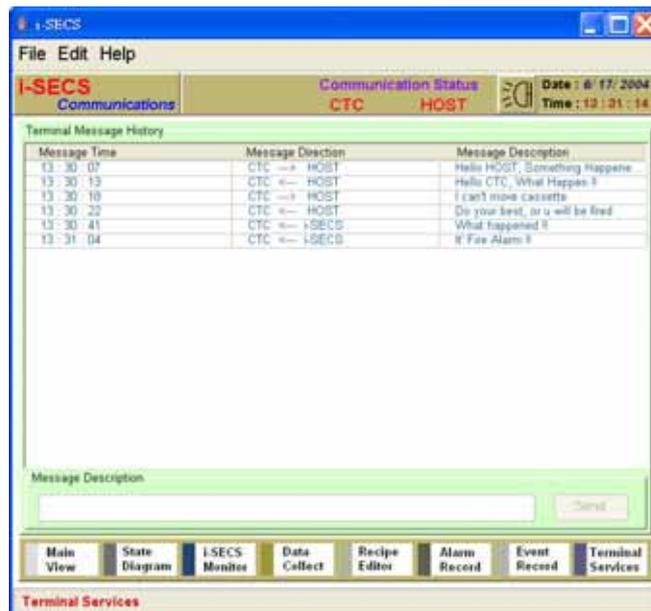 i-SECS
File Edit Help
i-SECS
Communications
Communication Status
CTC HOST
Date : 6/ 17/ 2004
Time : 13 : 31 : 14
Terminal Message History
Message Time Message Direction Message Description
13 : 30 : 07 CTC ---> HOST Hello HOST, Something Happene...
13 : 30 : 13 CTC <--- HOST Hello CTC, What Happen !!
13 : 30 : 18 CTC ---> HOST I can't move cassette
13 : 30 : 22 CTC <--- HOST Do your best, or u will be fired
13 : 30 : 41 CTC <--- i-SECS What happened !!
13 : 31 : 04 CTC <--- i-SECS It' Fire Alarm !!
Message Description
Send
Main View State Diagram i-SECS Monitor Data Collect Recipe Editor Alarm Record Event Record Terminal Services
Terminal Services